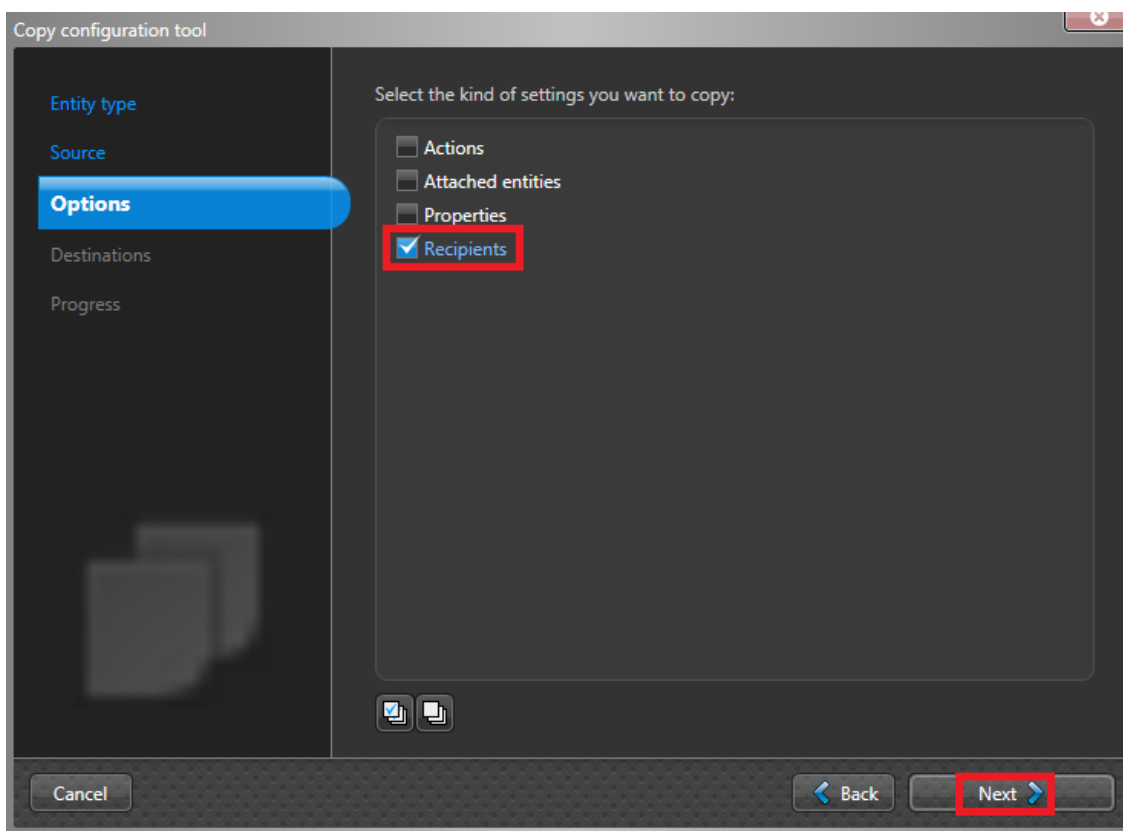 Copy configuration tool
Entity type
Source
Options
Destinations
Progress
Select the kind of settings you want to copy:
Actions
Attached entities
Properties
Recipients
Cancel
Back
Next